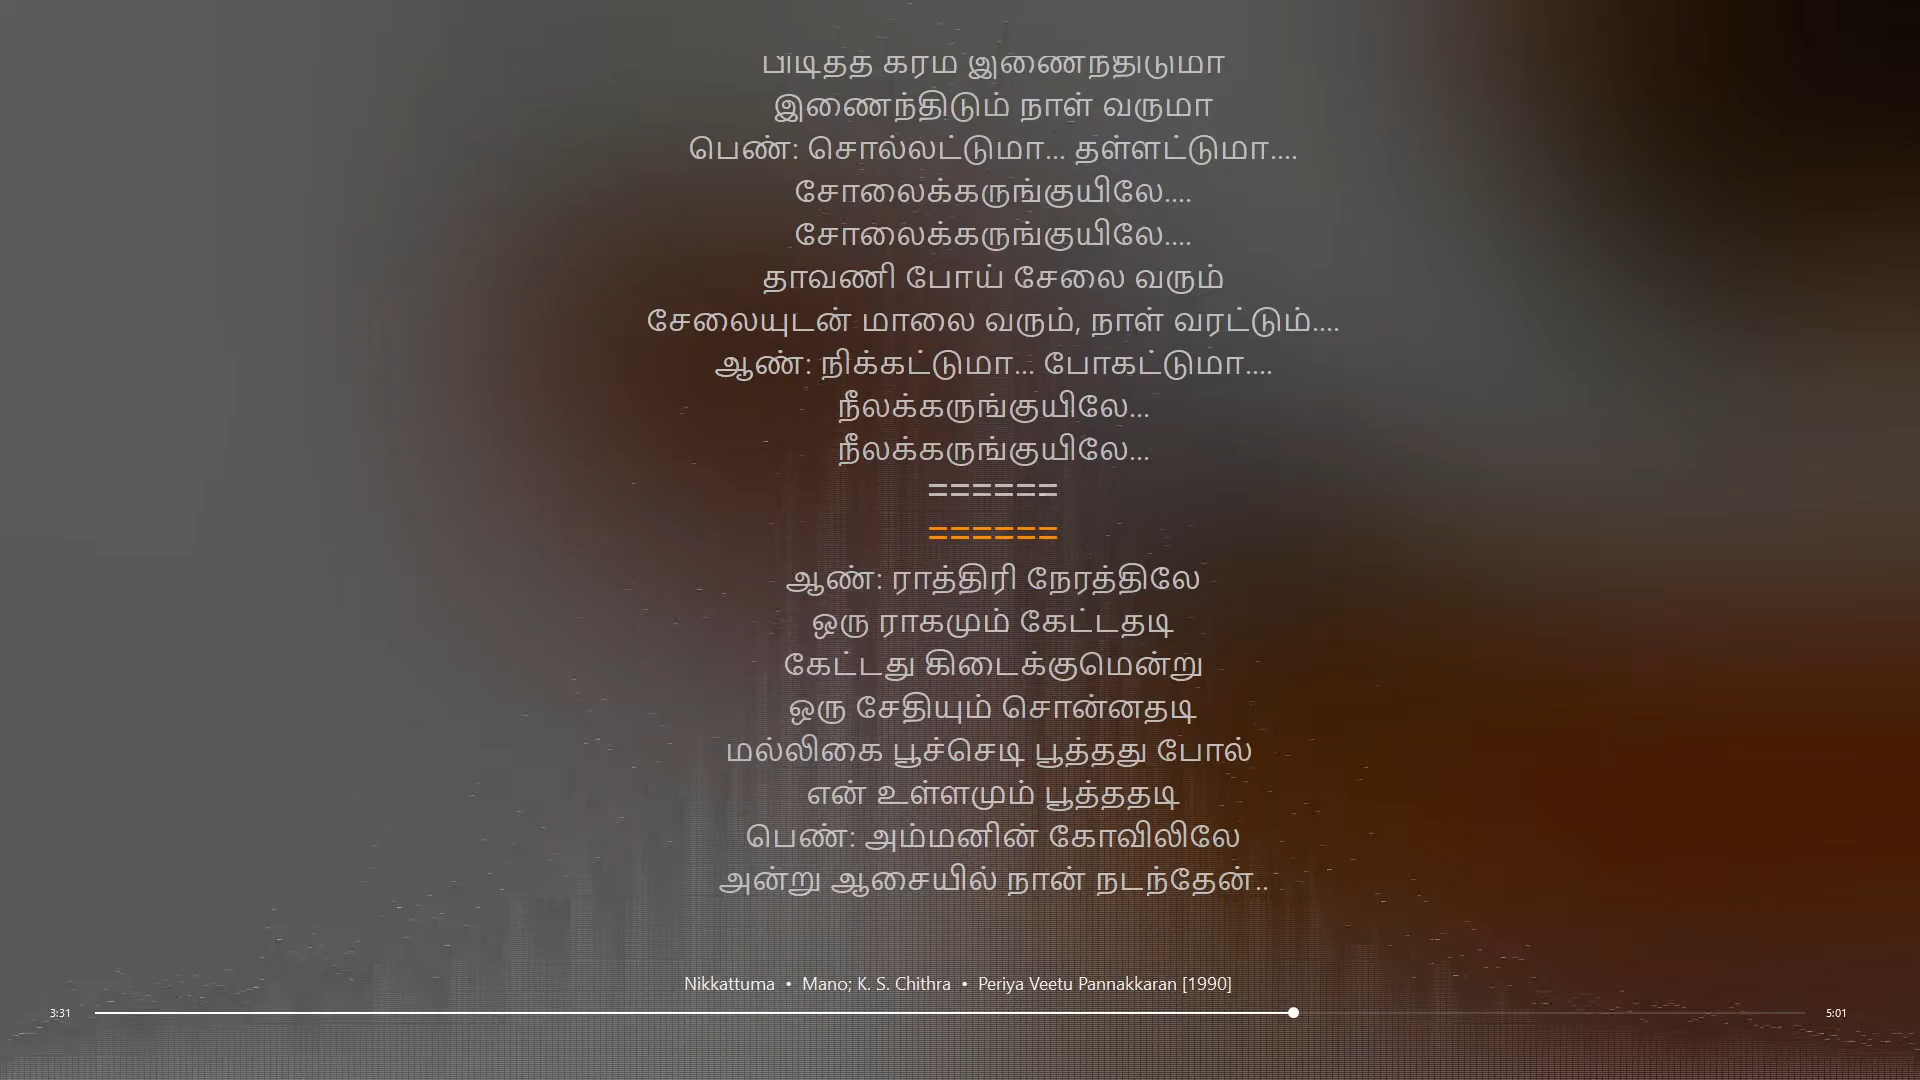 பிடித்த கரம் இணைந்திடுமா
இணைந்திடும் நாள் வருமா
பெண்: சொல்லட்டுமா... தள்ளட்டுமா....
சோலைக்கருங்குயிலே....
சோலைக்கருங்குயிலே....
தாவணி போய் சேலை வரும்
சேலையுடன் மாலை வரும், நாள் வரட்டும்....
ஆண்: நிக்கட்டுமா... போகட்டுமா....
நீலக்கருங்குயிலே...
நீலக்கருங்குயிலே...
======
======
ஆண்: ராத்திரி நேரத்திலே
ஒரு ராகமும் கேட்டதடி
கேட்டது கிடைக்குமென்று
ஒரு சேதியும் சொன்னதடி
மல்லிகை பூச்செடி பூத்தது போல்
என் உள்ளமும் பூத்ததடி
பெண்: அம்மனின் கோவிலிலே
அன்று ஆசையில் நான் நடந்தேன்..
Nikkattuma • Mano; K. S. Chithra • Periya Veetu Pannakkaran [1990]
3:31
5:01